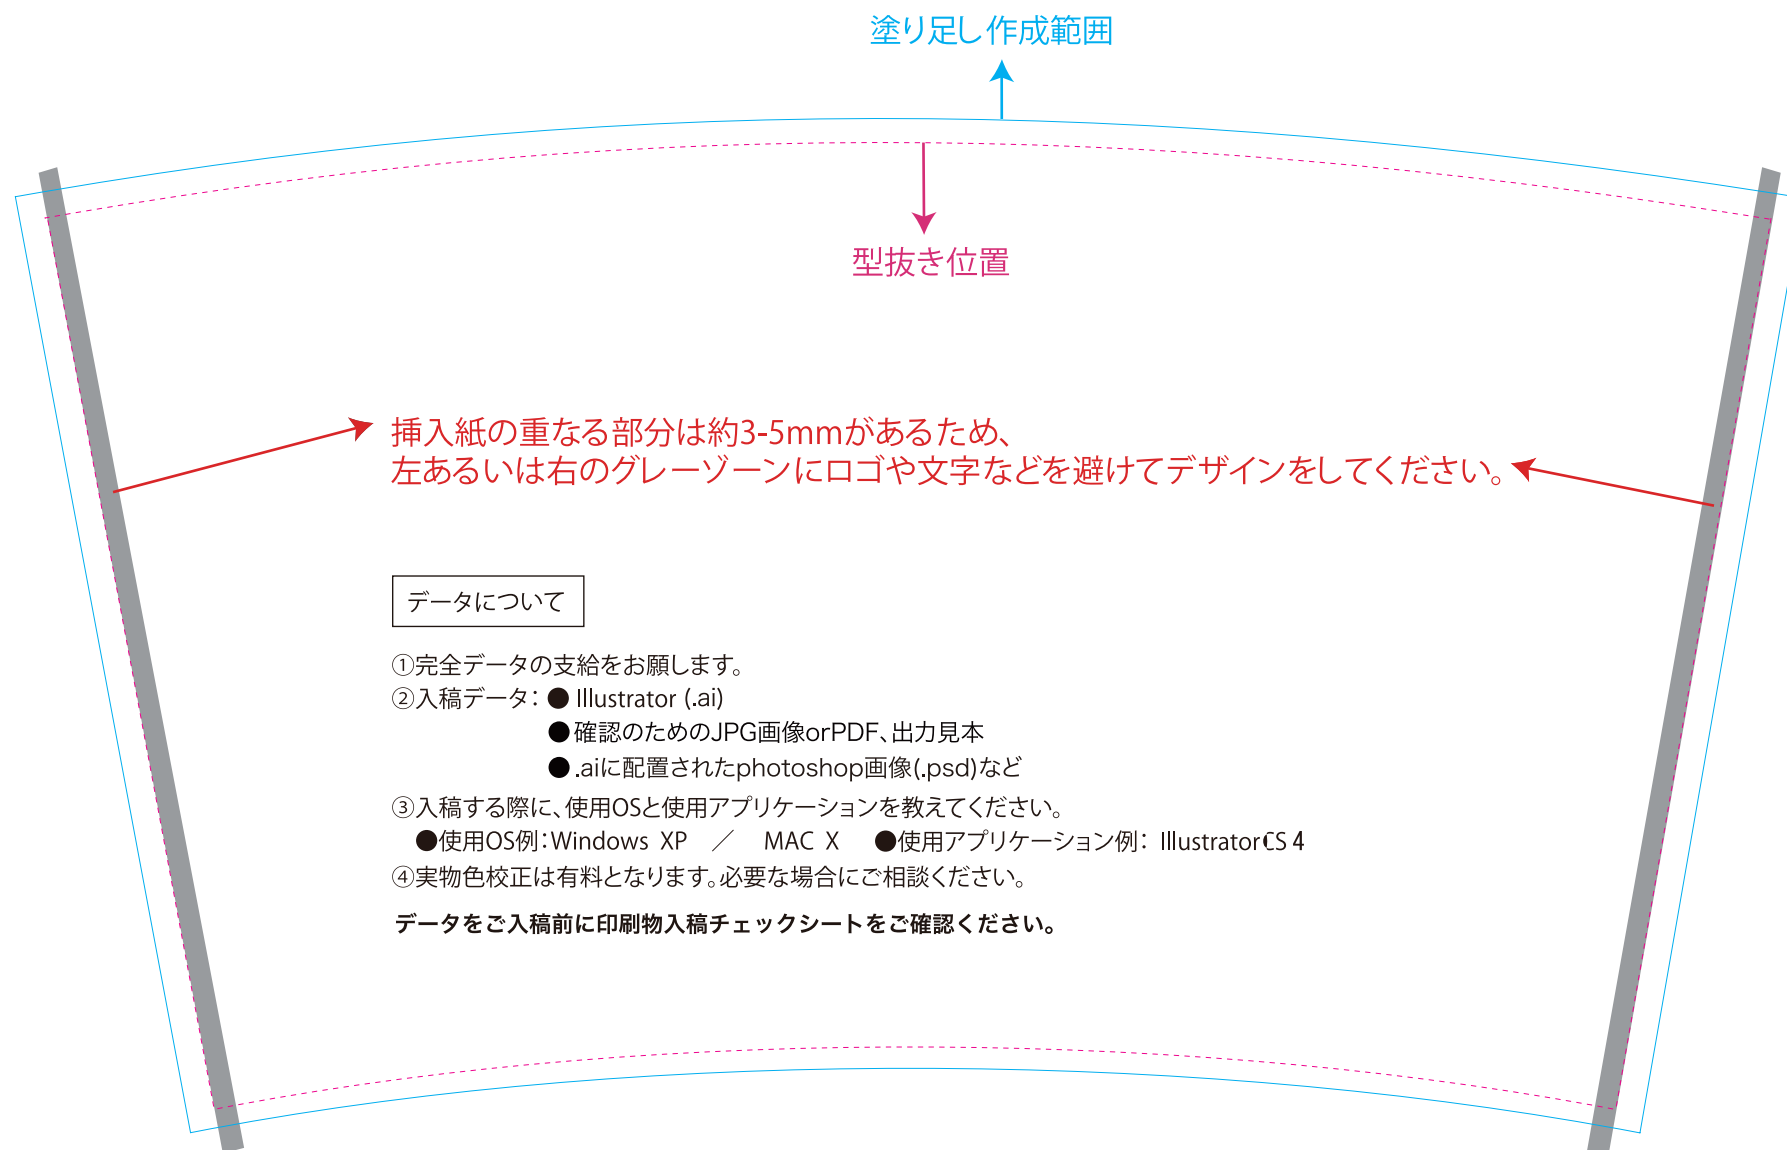 塗り足し作成範囲
型抜き位置
挿入紙の重なる部分は約3-5mmがあるため、
左あるいは右のグレーゾーンにロゴや文字などを避けてデザインをしてください。
データについて
①完全データの支給をお願します。
②入稿データ：● Illustrator (.ai)
●確認のためのJPG画像orPDF、出力見本
●.aiに配置されたphotoshop画像(.psd)など
③入稿する際に、使用OSと使用アプリケーションを教えてください。
●使用OS例：Windows XP ／ MAC X ●使用アプリケーション例： IllustratorCS 4
④実物色校正は有料となります。必要な場合にご相談ください。
データをご入稿前に印刷物入稿チェックシートをご確認ください。